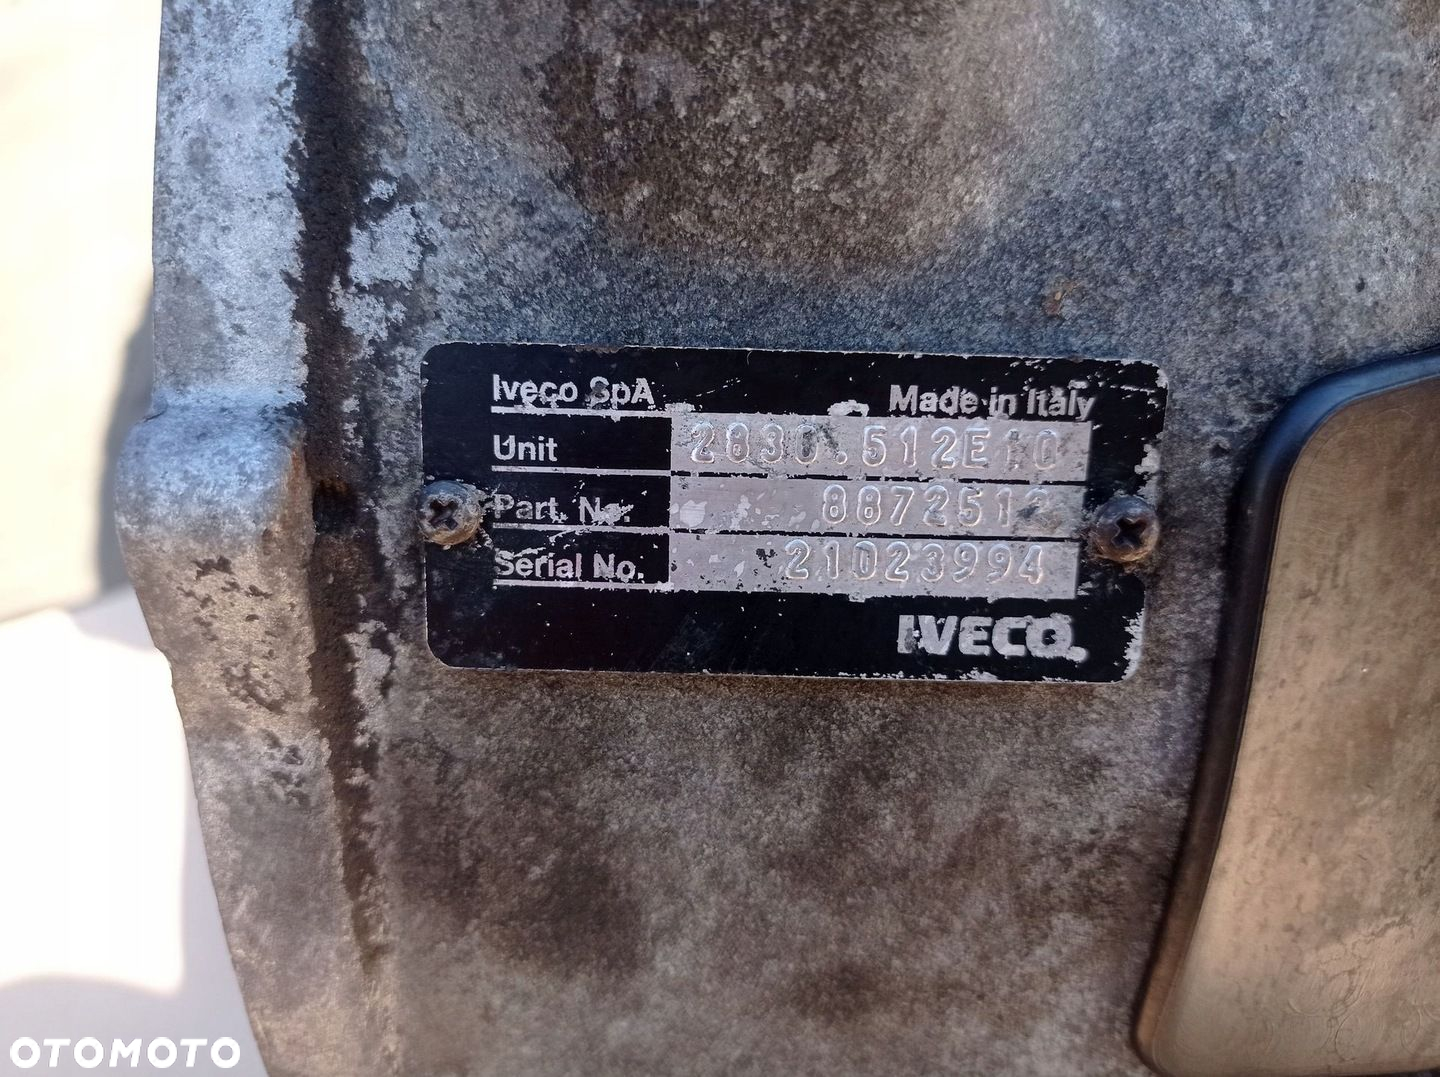 Iveco SpA Made in Italy
Unit 2830.512E10
Part. No. 8872512
Serial No. 21023994
IVECO
OTOMOTO